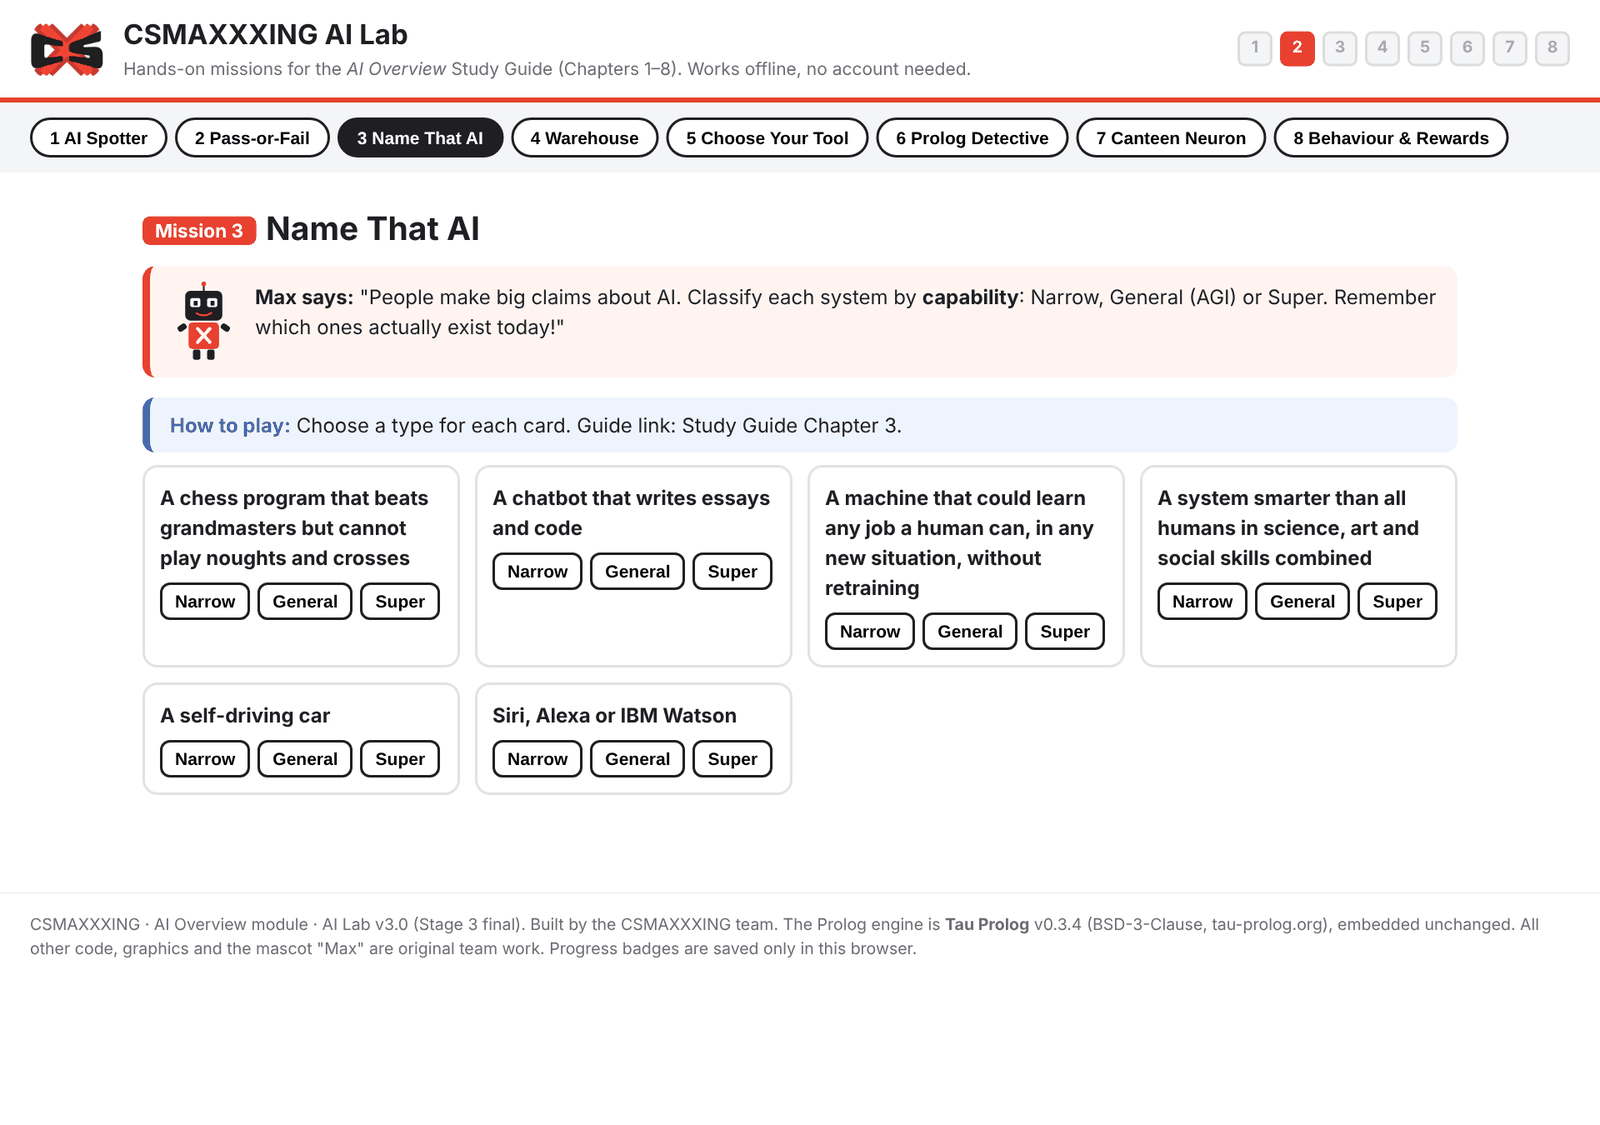 CS
CSMAXXXING AI Lab
Hands-on missions for the AI Overview Study Guide (Chapters 1–8). Works offline, no account needed.
1 2 3 4 5 6 7 8
1 AI Spotter
2 Pass-or-Fail
3 Name That AI
4 Warehouse
5 Choose Your Tool
6 Prolog Detective
7 Canteen Neuron
8 Behaviour & Rewards
Mission 3 Name That AI
Max says: "People make big claims about AI. Classify each system by capability: Narrow, General (AGI) or Super. Remember
which ones actually exist today!"
How to play: Choose a type for each card. Guide link: Study Guide Chapter 3.
A chess program that beats
grandmasters but cannot
play noughts and crosses
Narrow General Super
A chatbot that writes essays
and code
Narrow General Super
A machine that could learn
any job a human can, in any
new situation, without
retraining
Narrow General Super
A system smarter than all
humans in science, art and
social skills combined
Narrow General Super
A self-driving car
Narrow General Super
Siri, Alexa or IBM Watson
Narrow General Super
CSMAXXXING · AI Overview module · AI Lab v3.0 (Stage 3 final). Built by the CSMAXXXING team. The Prolog engine is Tau Prolog v0.3.4 (BSD-3-Clause, tau-prolog.org), embedded unchanged. All
other code, graphics and the mascot "Max" are original team work. Progress badges are saved only in this browser.